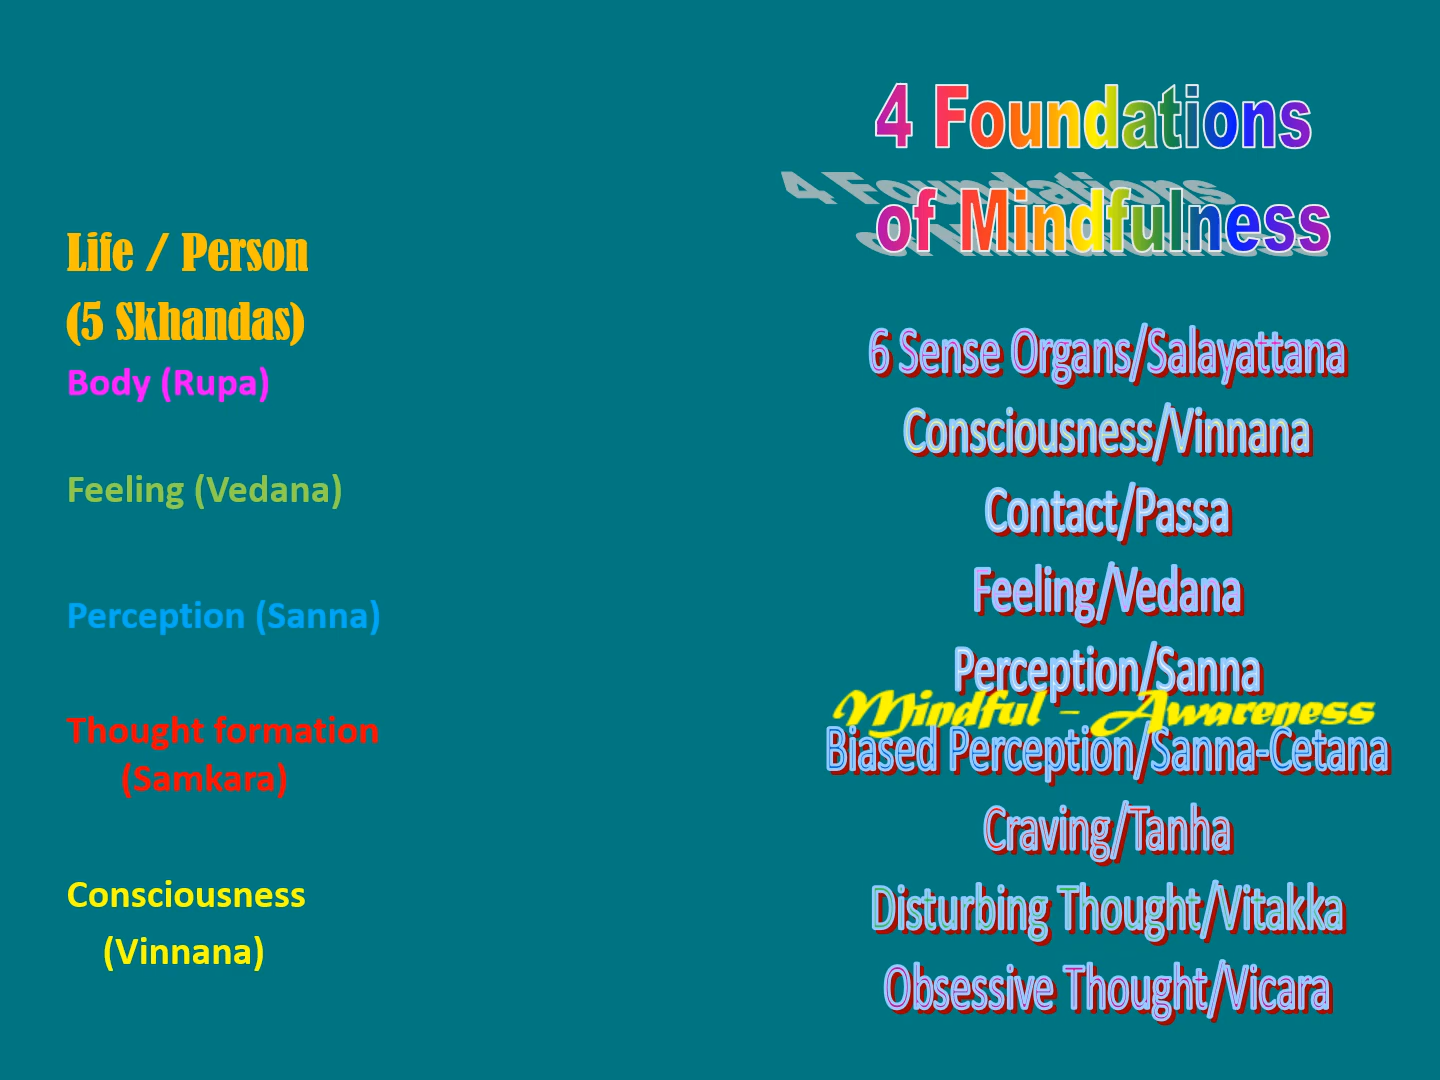 Life / Person
(5 Skhandas)
Body (Rupa)
Feeling (Vedana)
Perception (Sanna)
Thought formation
(Samkara)
Consciousness
(Vinnana)
4 Foundations
of Mindfulness
6 Sense Organs/Salayattana
Consciousness/Vinnana
Contact/Passa
Feeling/Vedana
Perception/Sanna
Mindful - Awareness
Biased Perception/Sanna-Cetana
Craving/Tanha
Disturbing Thought/Vitakka
Obsessive Thought/Vicara